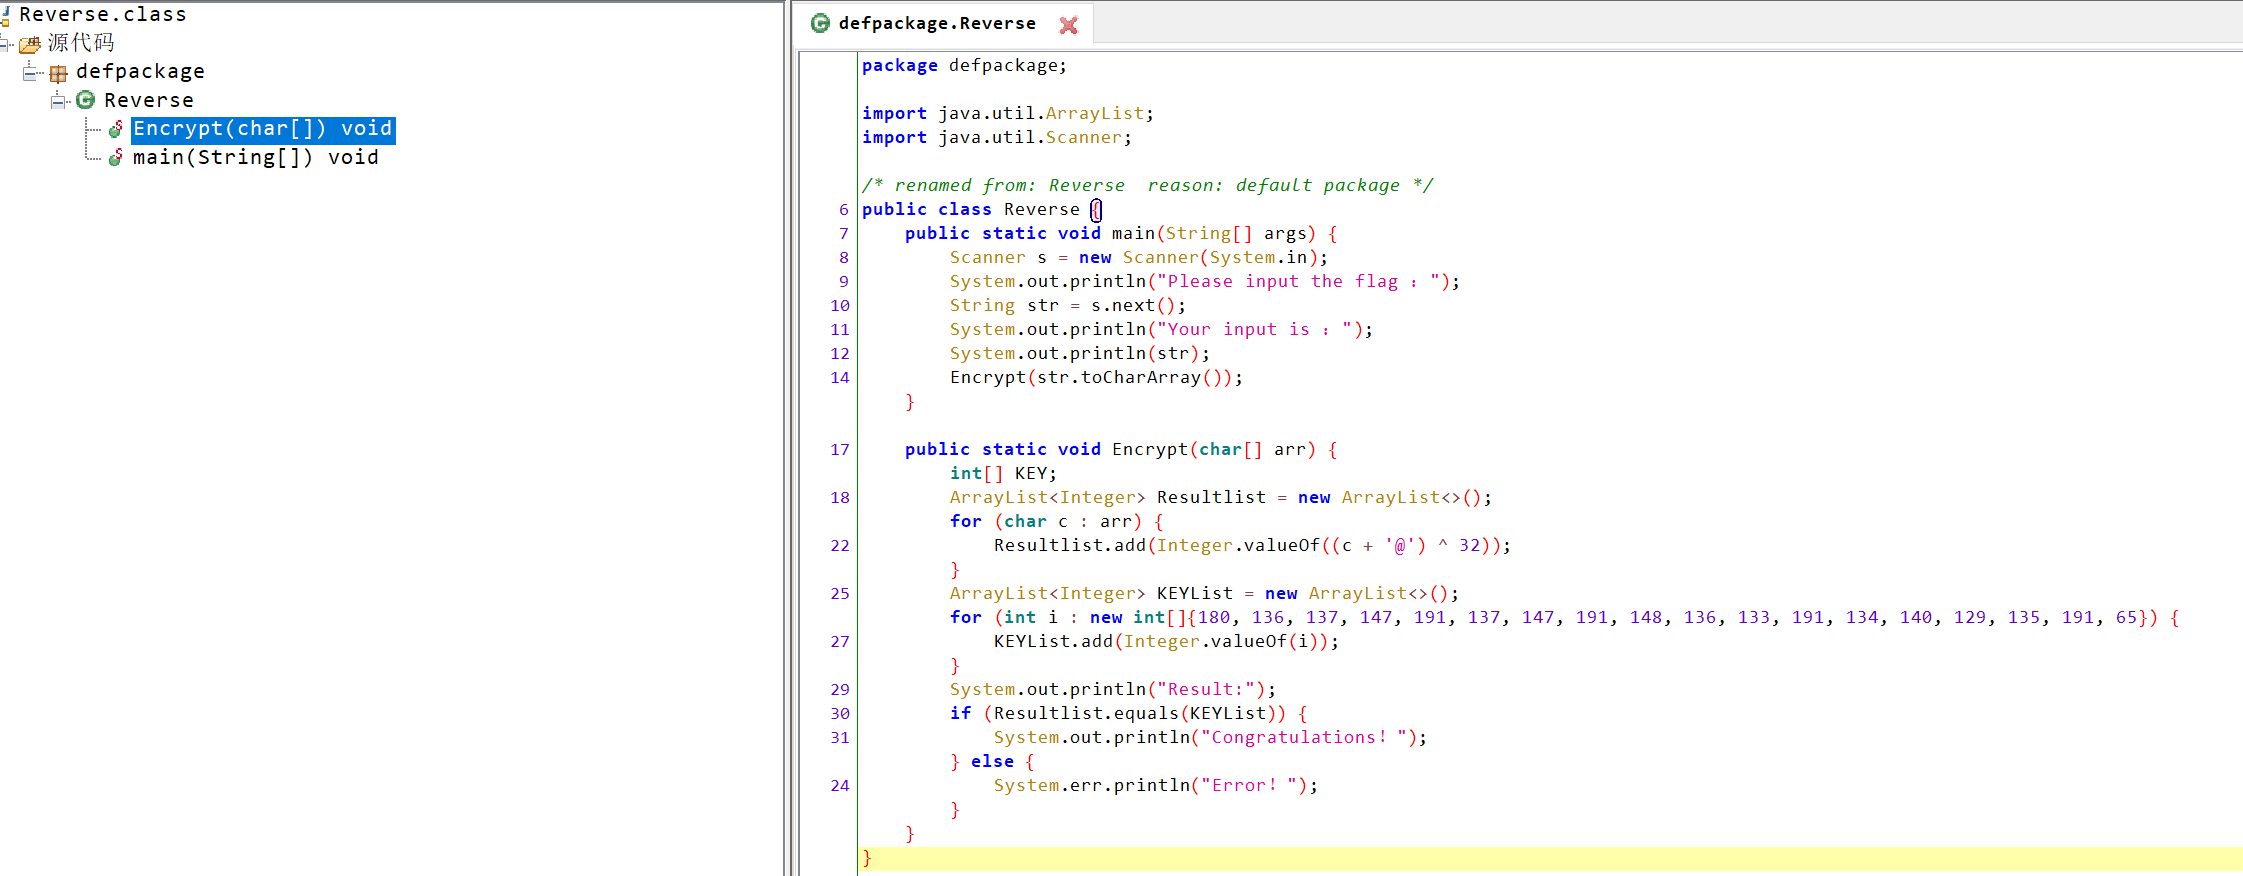 Reverse.class
源代码
defpackage
Reverse
Encrypt(char[]) void
main(String[]) void
defpackage.Reverse
package defpackage;
import java.util.ArrayList;
import java.util.Scanner;
/* renamed from: Reverse  reason: default package */
6 public class Reverse {
7     public static void main(String[] args) {
8         Scanner s = new Scanner(System.in);
9         System.out.println("Please input the flag ：");
10         String str = s.next();
11         System.out.println("Your input is ：");
12         System.out.println(str);
14         Encrypt(str.toCharArray());
    }
17     public static void Encrypt(char[] arr) {
        int[] KEY;
18         ArrayList<Integer> Resultlist = new ArrayList<>();
        for (char c : arr) {
22             Resultlist.add(Integer.valueOf((c + '@') ^ 32));
        }
25         ArrayList<Integer> KEYList = new ArrayList<>();
        for (int i : new int[]{180, 136, 137, 147, 191, 137, 147, 191, 148, 136, 133, 191, 134, 140, 129, 135, 191, 65}) {
27             KEYList.add(Integer.valueOf(i));
        }
29         System.out.println("Result:");
30         if (Resultlist.equals(KEYList)) {
31             System.out.println("Congratulations！");
        } else {
24             System.err.println("Error！");
        }
    }
}